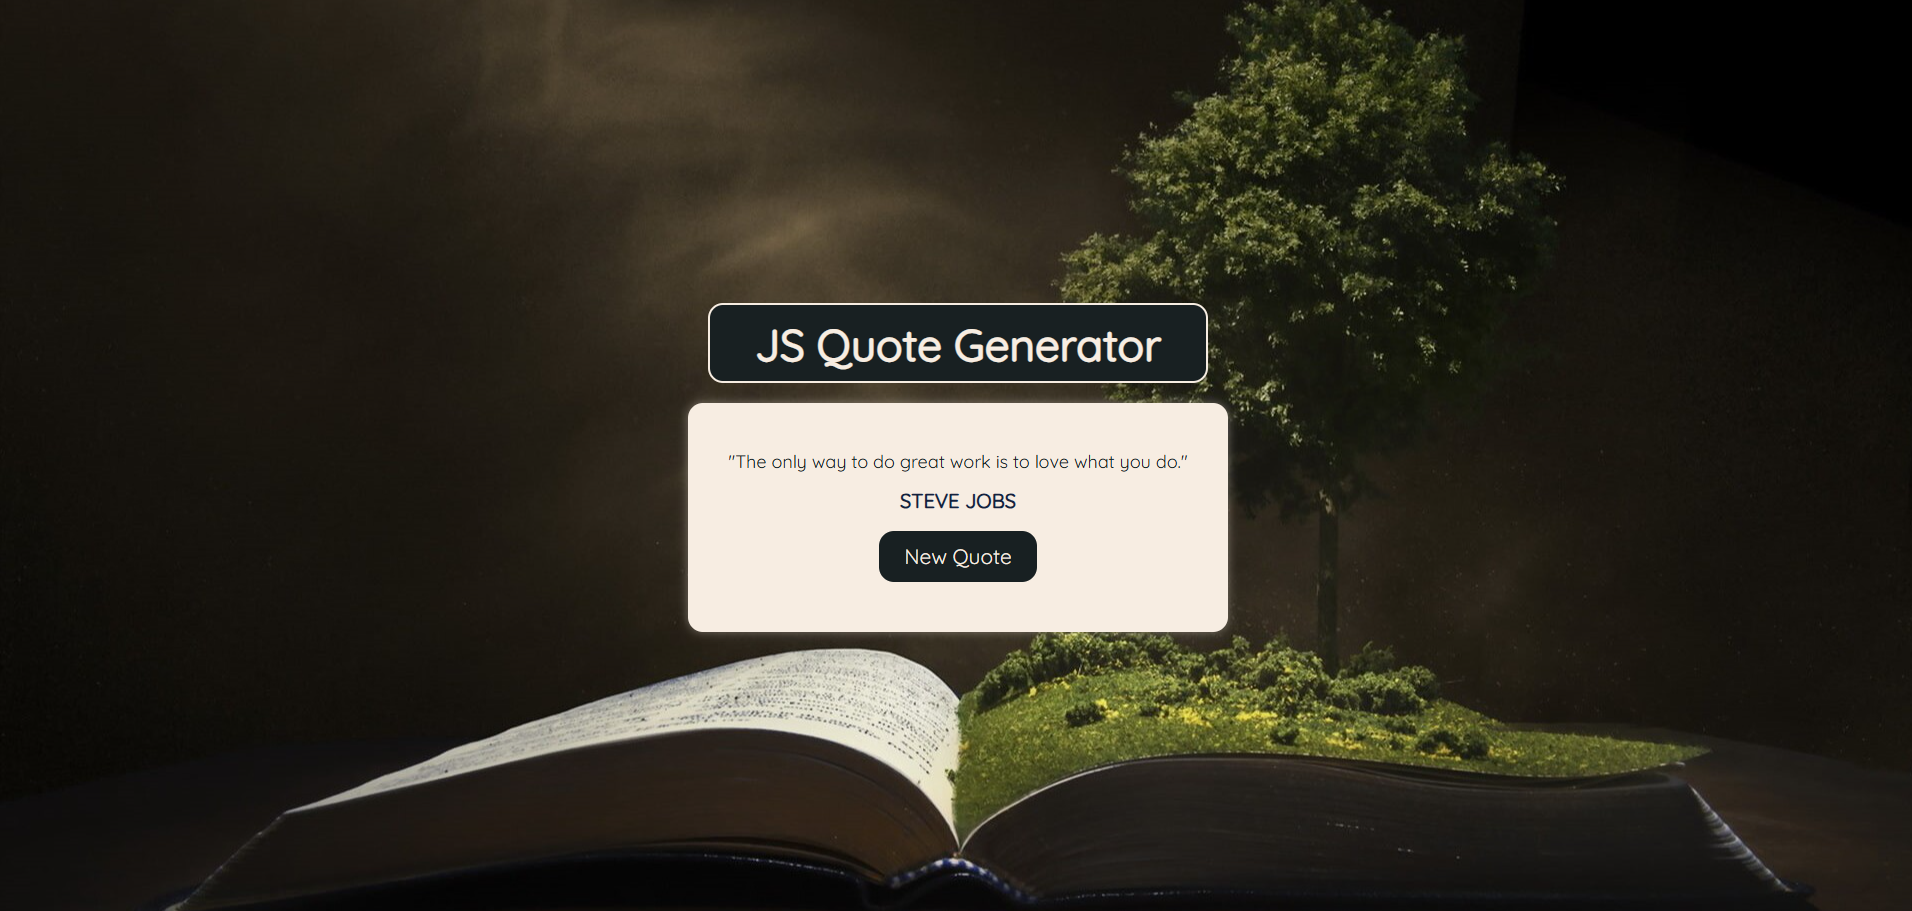 JS Quote Generator
"The only way to do great work is to love what you do."
STEVE JOBS
New Quote